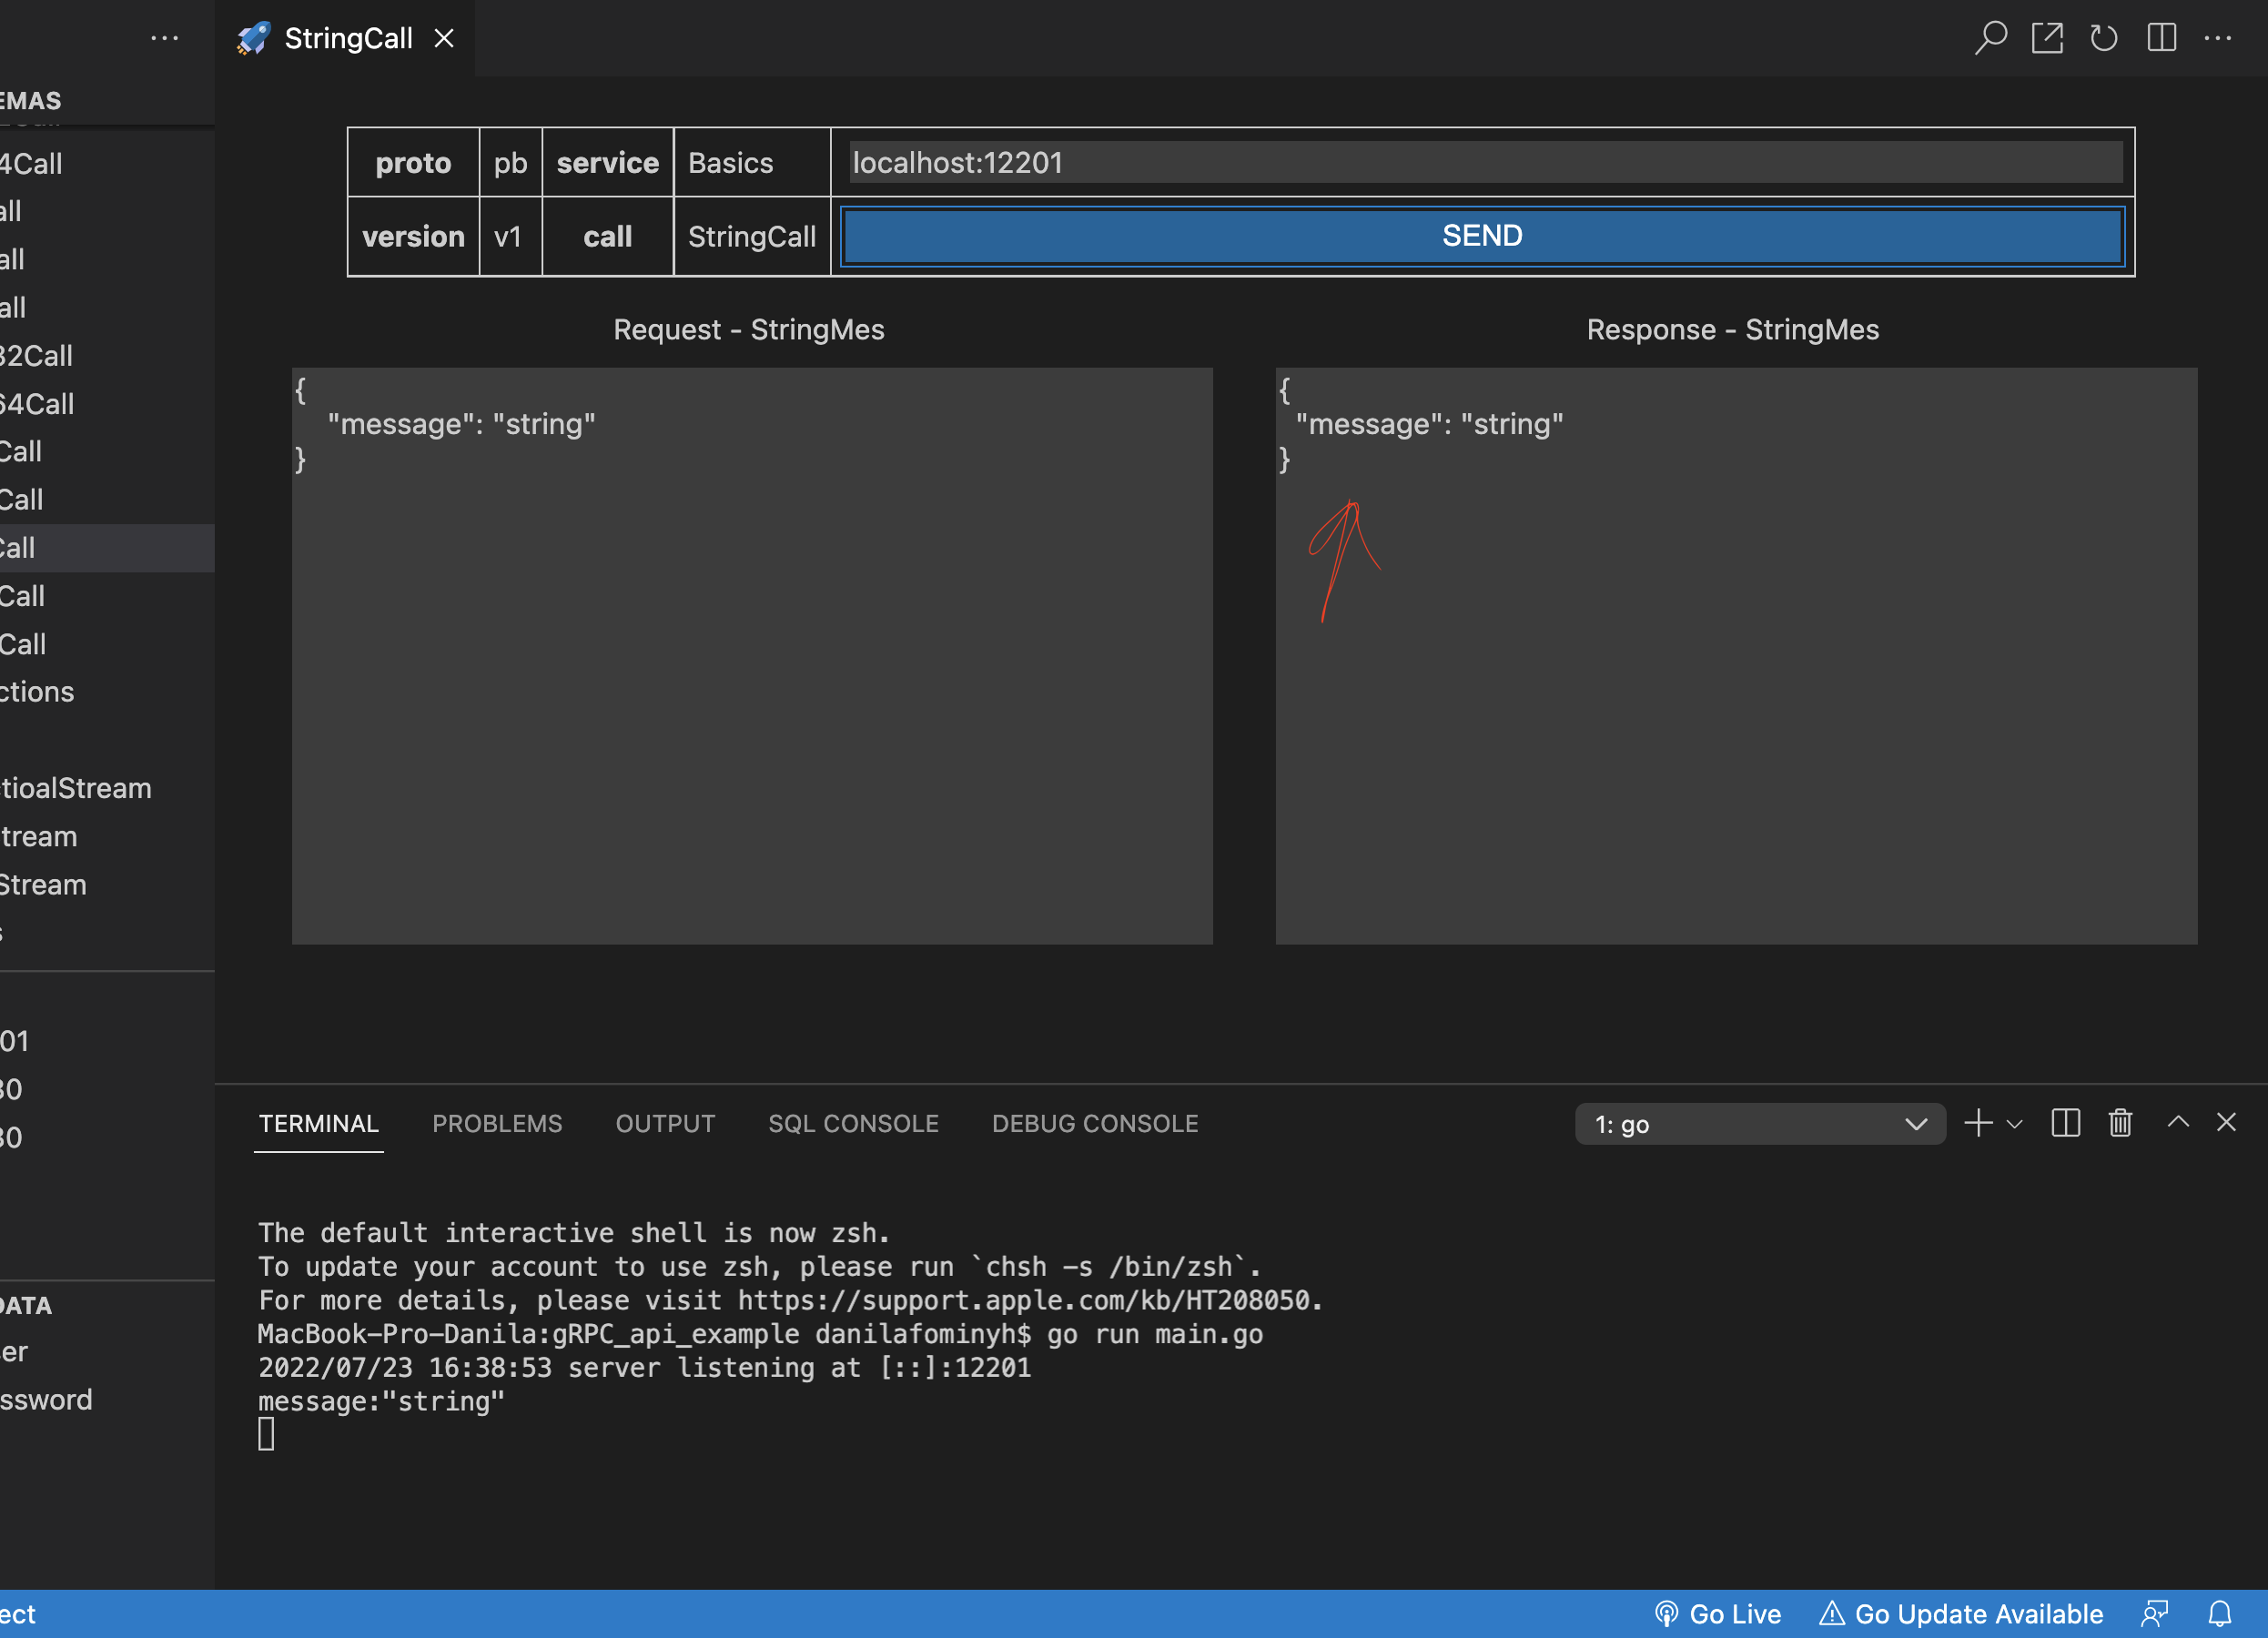 StringCall
EMAS
4Call
all
all
all
32Call
64Call
Call
Call
Call
Call
Call
ctions
ctioalStream
tream
Stream
s
01
30
30
DATA
er
ssword
proto pb service Basics localhost:12201
version v1 call StringCall SEND
Request - StringMes
{
"message": "string"
}
Response - StringMes
{
"message": "string"
}
TERMINAL PROBLEMS OUTPUT SQL CONSOLE DEBUG CONSOLE 1: go
The default interactive shell is now zsh.
To update your account to use zsh, please run `chsh -s /bin/zsh`.
For more details, please visit https://support.apple.com/kb/HT208050.
MacBook-Pro-Danila:gRPC_api_example danilafominyh$ go run main.go
2022/07/23 16:38:53 server listening at [::]:12201
message:"string"
ect Go Live Go Update Available